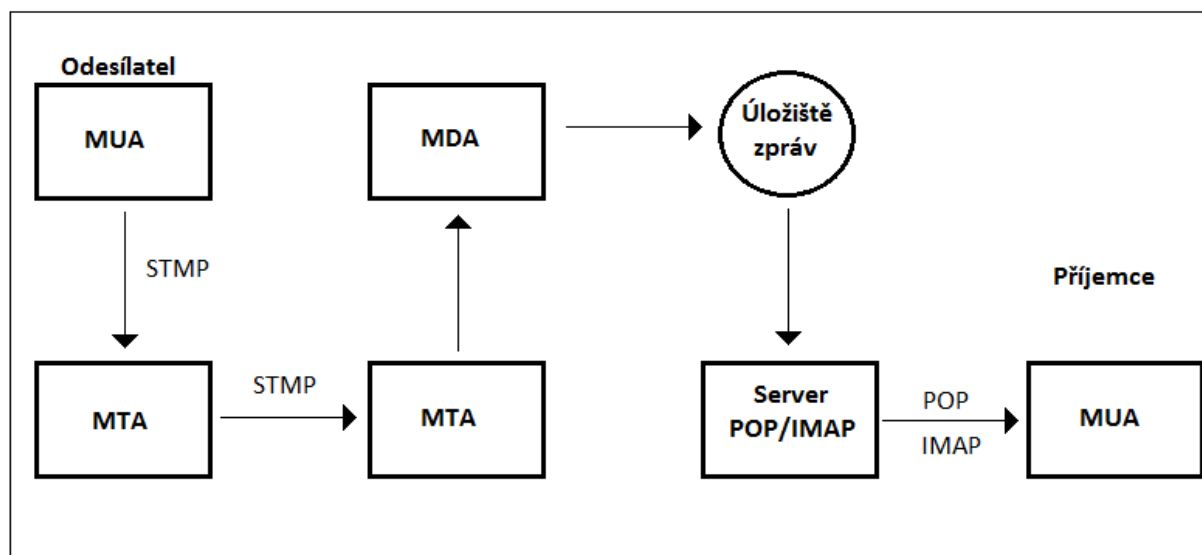 Odesílatel
MUA
MDA
Úložiště
zpráv
STMP
Příjemce
MTA
STMP
MTA
Server
POP/IMAP
POP
IMAP
MUA